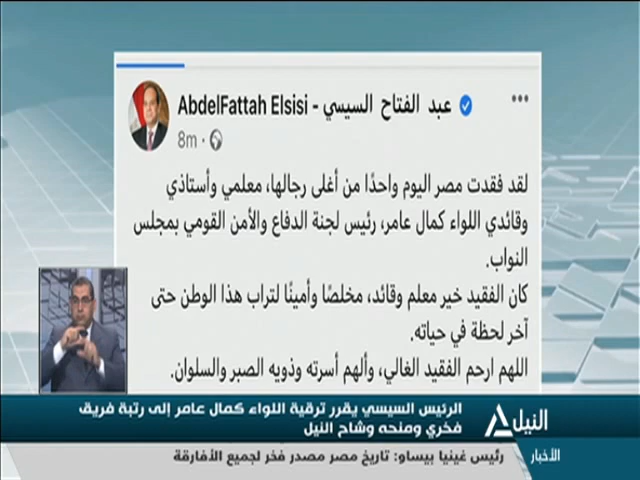 AbdelFattah Elsisi - عبد الفتاح السيسي
8m ·
لقد فقدت مصر اليوم واحدًا من أغلى رجالها، معلمي وأستاذي
وقائدي اللواء كمال عامر، رئيس لجنة الدفاع والأمن القومي بمجلس
النواب.
كان الفقيد خير معلم وقائد، مخلصًا وأمينًا لتراب هذا الوطن حتى
آخر لحظة في حياته.
اللهم ارحم الفقيد الغالي، وألهم أسرته وذويه الصبر والسلوان.
النيل
الرئيس السيسي يقرر ترقية اللواء كمال عامر إلى رتبة فريق
فخري ومنحه وشاح النيل
الأخبار
رئيس غينيا بيساو: تاريخ مصر مصدر فخر لجميع الأفارقة